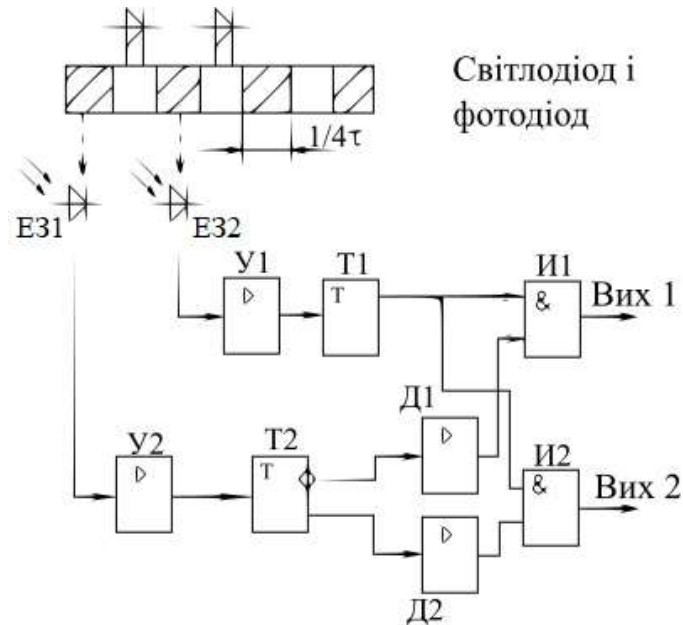 Світлодіод і
фотодіод
1/4τ
ЕЗ1
ЕЗ2
У1
Т1
И1
T
&
Вих 1
Д1
У2
Т2
И2
T
&
Вих 2
Д2